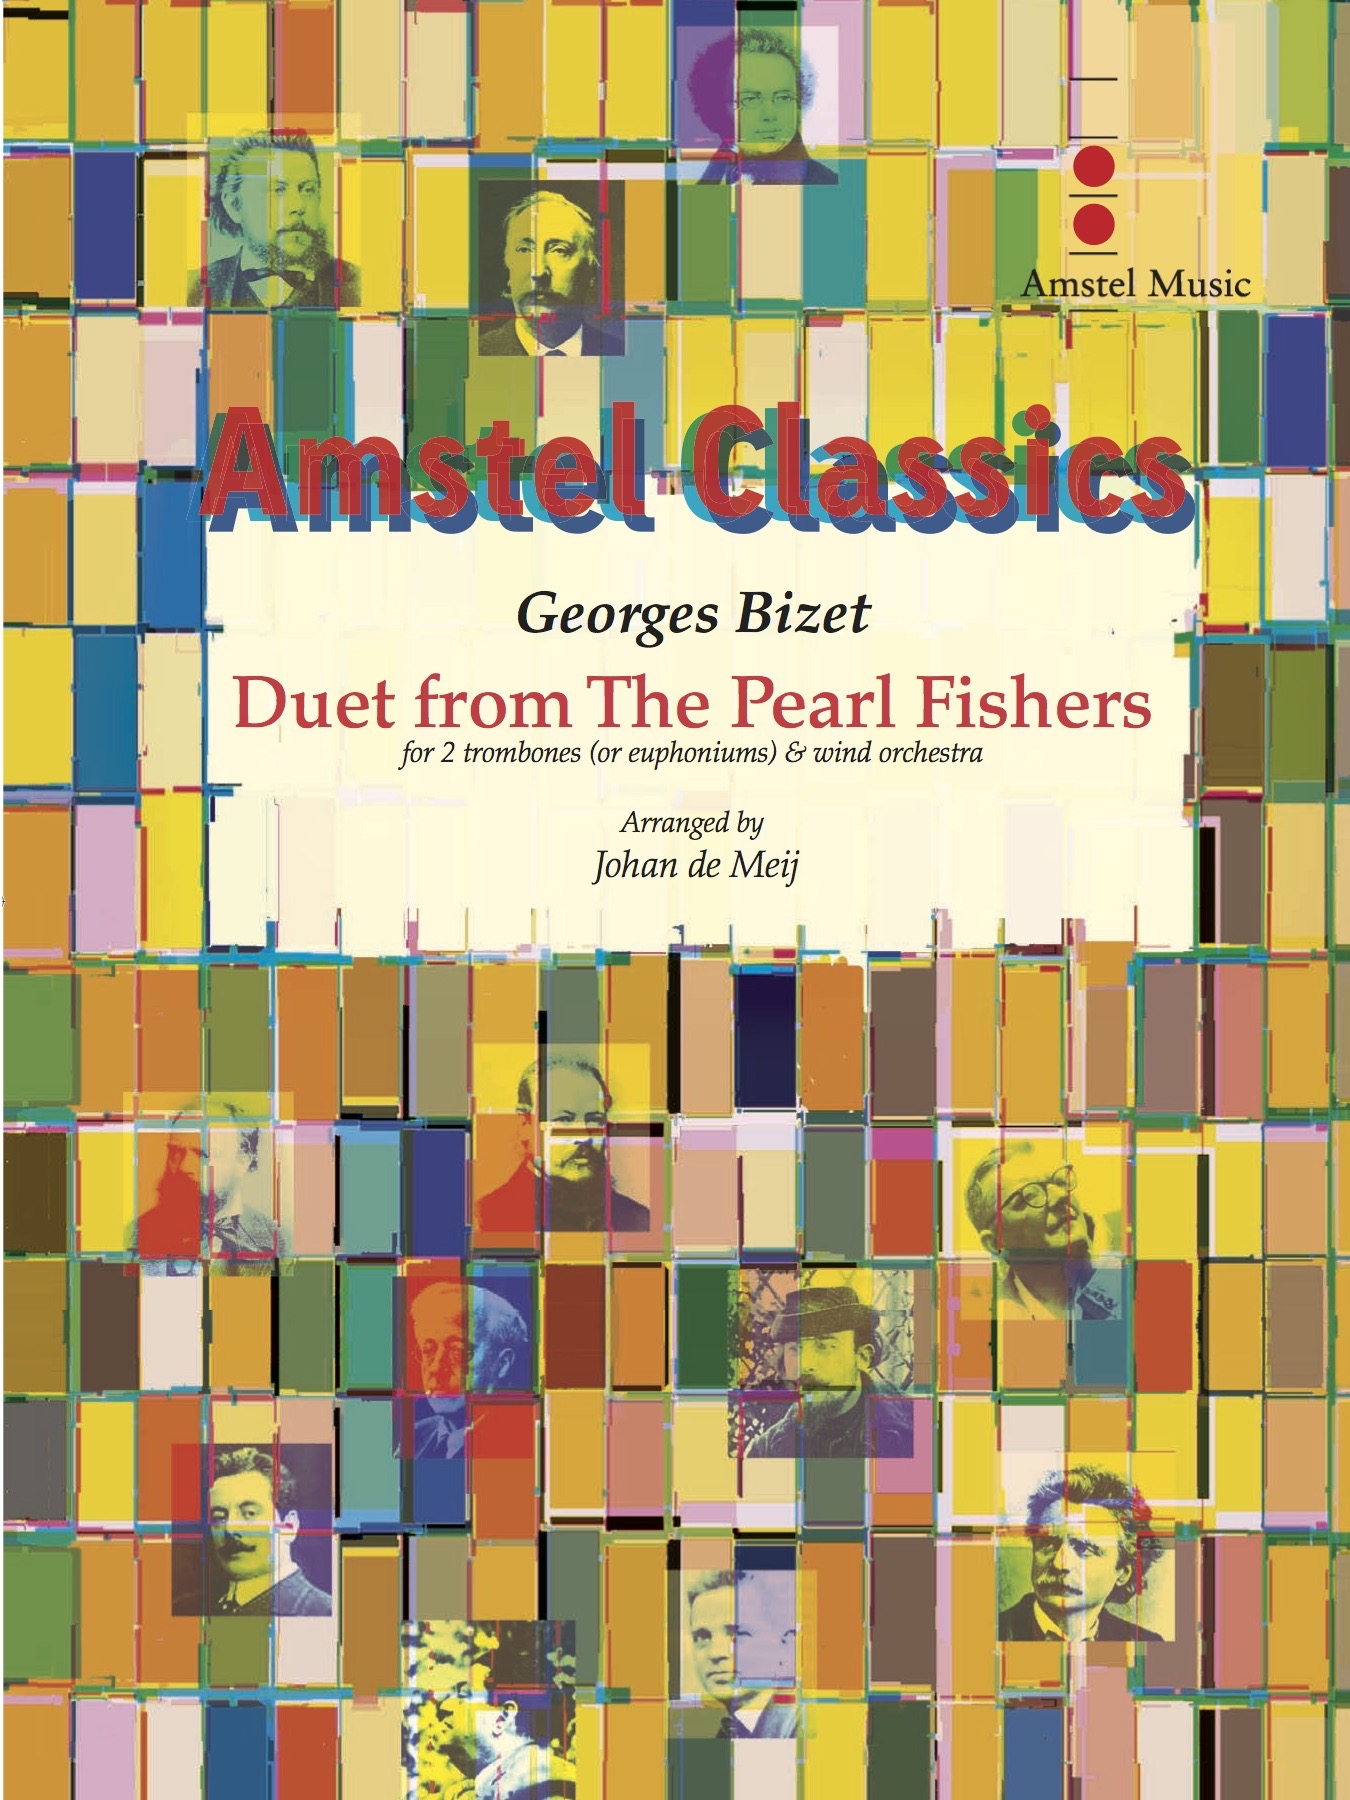 Amstel Music
Amstel Classics
Georges Bizet
Duet from The Pearl Fishers
for 2 trombones (or euphoniums) & wind orchestra
Arranged by
Johan de Meij